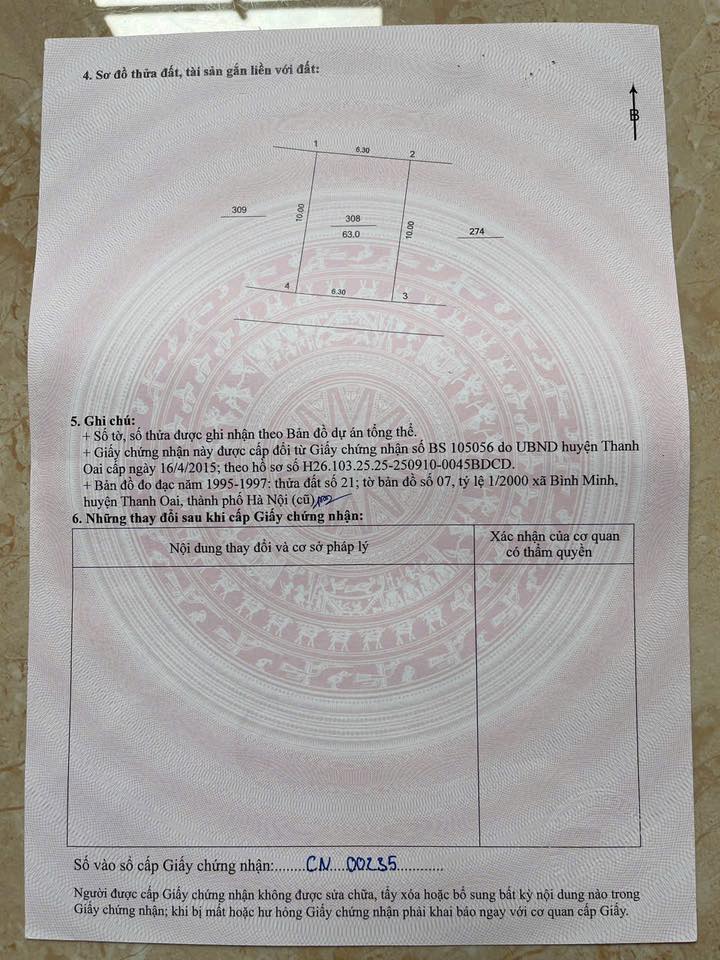 4. Sơ đồ thửa đất, tài sản gắn liền với đất:
B
1
6.30
2
309
10.00
308
63.0
10.00
274
4
6.30
3
5. Ghi chú:
+ Số tờ, số thửa được ghi nhận theo Bản đồ dự án tổng thể.
+ Giấy chứng nhận này được cấp đổi từ Giấy chứng nhận số BS 105056 do UBND huyện Thanh
Oai cấp ngày 16/4/2015; theo hồ sơ số H26.103.25.25-250910-0045BDCD.
+ Bản đồ đo đạc năm 1995-1997: thửa đất số 21; tờ bản đồ số 07, tỷ lệ 1/2000 xã Bình Minh,
huyện Thanh Oai, thành phố Hà Nội (cũ)
6. Những thay đổi sau khi cấp Giấy chứng nhận:
Nội dung thay đổi và cơ sở pháp lý
Xác nhận của cơ quan
có thẩm quyền
Số vào sổ cấp Giấy chứng nhận:........CN....00235............
Người được cấp Giấy chứng nhận không được sửa chữa, tẩy xóa hoặc bổ sung bất kỳ nội dung nào trong
Giấy chứng nhận; khi bị mất hoặc hư hỏng Giấy chứng nhận phải khai báo ngay với cơ quan cấp Giấy.